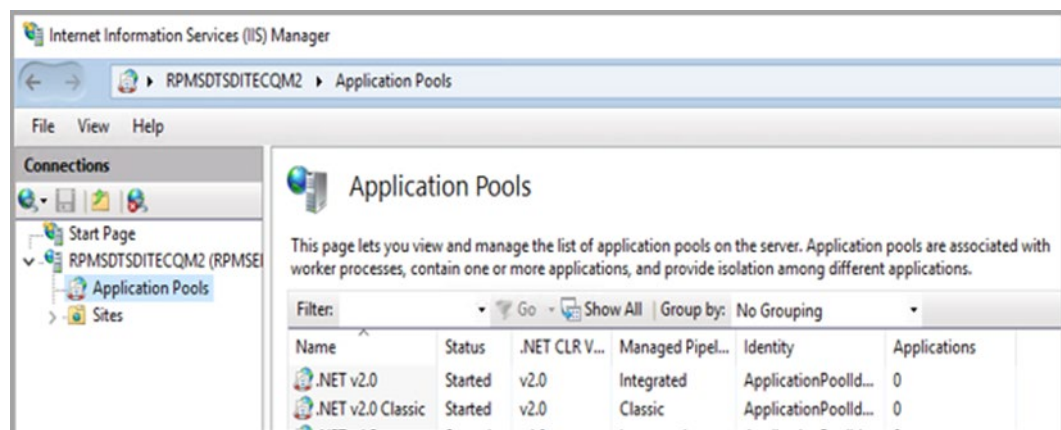 Internet Information Services (IIS) Manager
RPMSDTSDITECQM2 Application Pools
File View Help
Connections
Start Page
RPMSDTSDITECQM2 (RPMSEI
Application Pools
Sites
Application Pools
This page lets you view and manage the list of application pools on the server. Application pools are associated with
worker processes, contain one or more applications, and provide isolation among different applications.
Filter: Go Show All Group by: No Grouping
Name Status .NET CLR V... Managed Pipel... Identity Applications
.NET v2.0 Started v2.0 Integrated ApplicationPoolId... 0
.NET v2.0 Classic Started v2.0 Classic ApplicationPoolId... 0